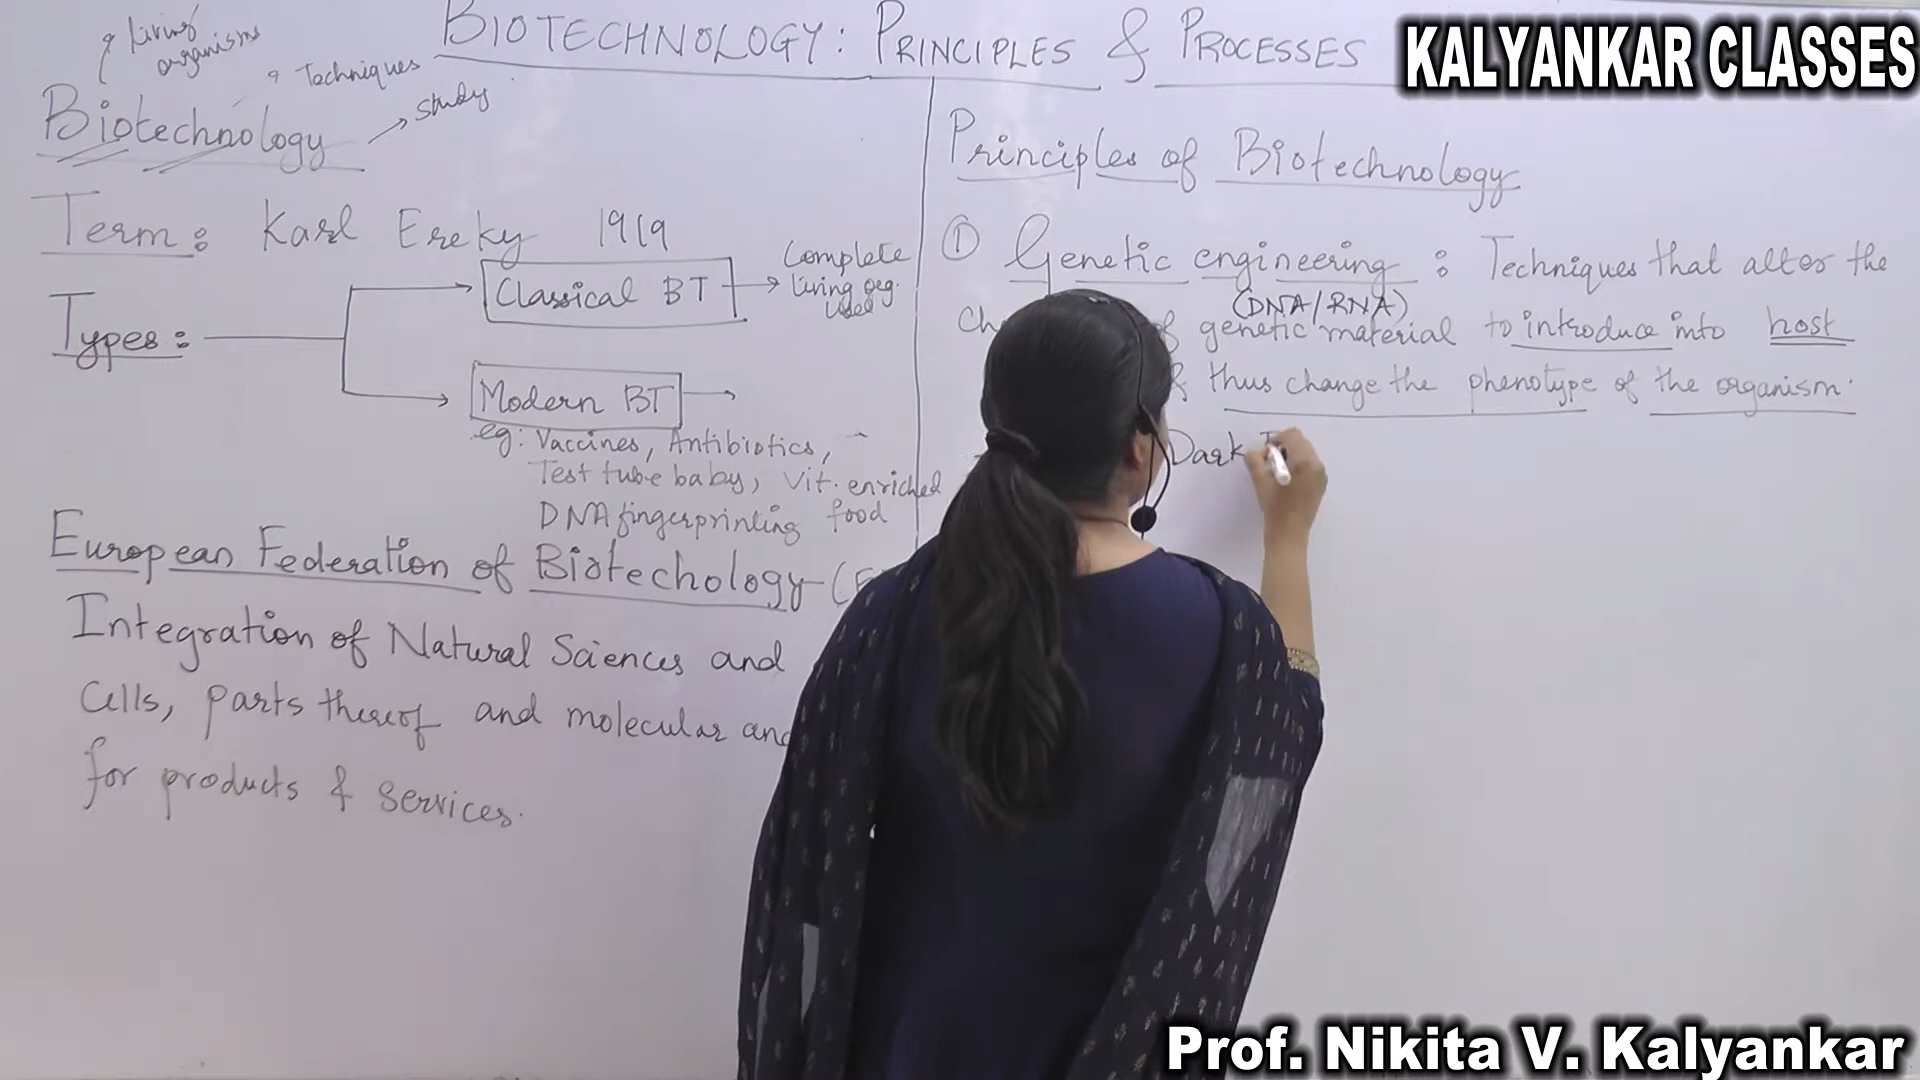 BIOTECHNOLOGY: PRINCIPLES & PROCESSES
KALYANKAR CLASSES
living organisms
Techniques
Biotechnology
study
Term: Karl Ereky 1919
Types:
Classical BT
Complete
living org.
used
Modern BT
eg: Vaccines, Antibiotics,
Test tube baby, Vit. enriched
DNA fingerprinting food
European Federation of Biotechology (E
Integration of Natural Sciences and
Cells, parts thereof and molecular and
for products & services.
Principles of Biotechnology
① Genetic engineering: Techniques that alter the
(DNA/RNA)
of genetic material to introduce into host
& thus change the phenotype of the organism.
Dark
Prof. Nikita V. Kalyankar